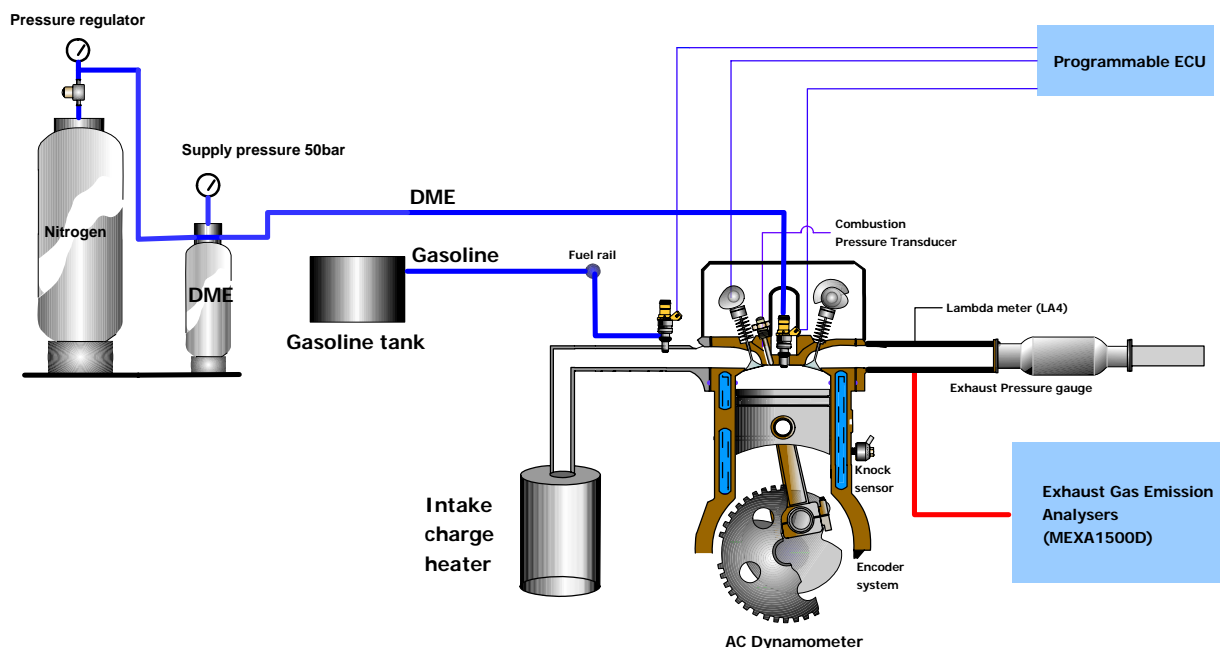 Pressure regulator
Supply pressure 50bar
Nitrogen
DME
DME
Gasoline
Fuel rail
Gasoline tank
Programmable ECU
Combustion
Pressure Transducer
Lambda meter (LA4)
Exhaust Pressure gauge
Intake
charge
heater
Knock
sensor
Exhaust Gas Emission
Analysers
(MEXA1500D)
Encoder
system
AC Dynamometer